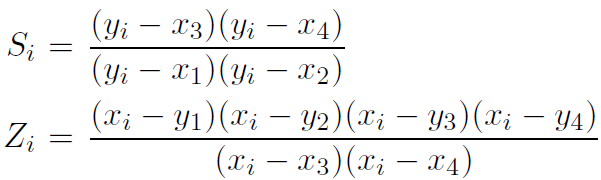 S_i = \frac{(y_i - x_3)(y_i - x_4)}{(y_i - x_1)(y_i - x_2)}
Z_i = \frac{(x_i - y_1)(x_i - y_2)(x_i - y_3)(x_i - y_4)}{(x_i - x_3)(x_i - x_4)}